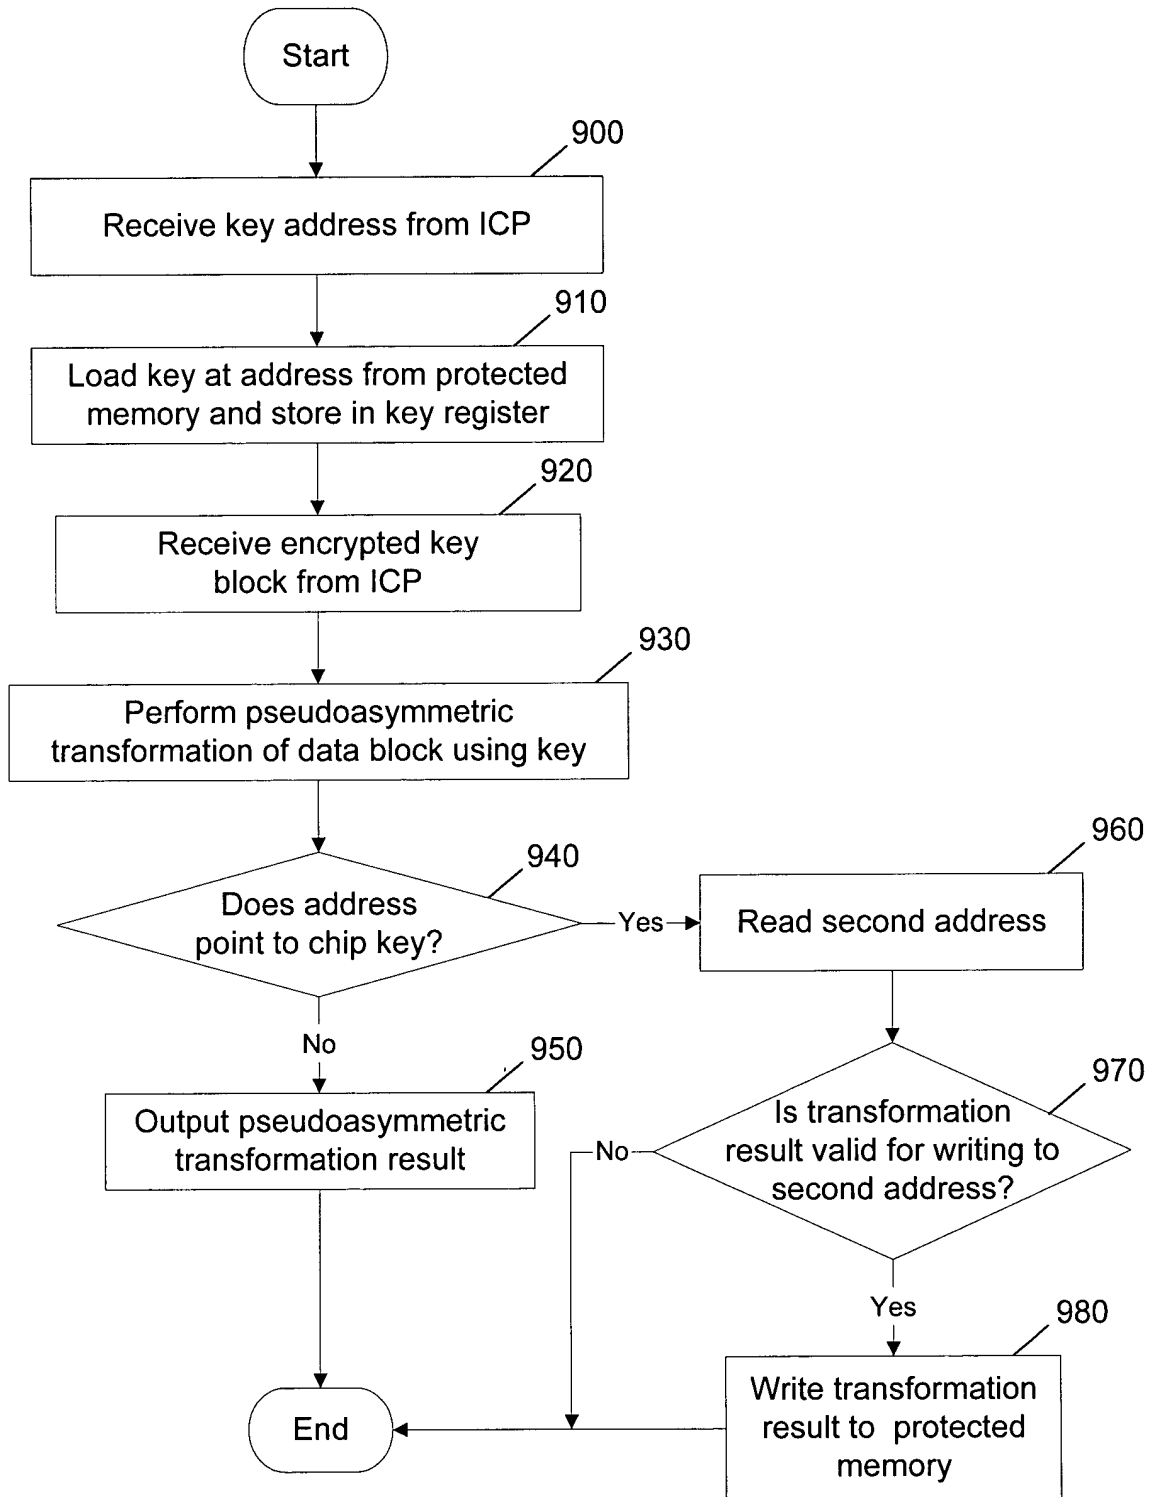 Start
900
Receive key address from ICP
910
Load key at address from protected
memory and store in key register
920
Receive encrypted key
block from ICP
930
Perform pseudoasymmetric
transformation of data block using key
940
Does address
point to chip key?
Yes
960
Read second address
No
950
Output pseudoasymmetric
transformation result
970
Is transformation
result valid for writing to
second address?
No
Yes
980
Write transformation
result to protected
memory
End